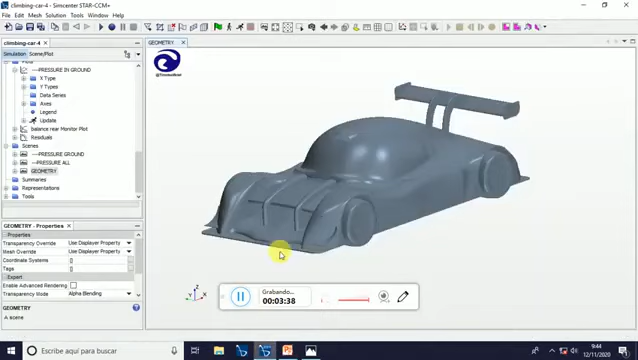 climbing-car-4 - Simcenter STAR-CCM+
File Edit Mesh Solution Tools Window Help
climbing-car-4
GEOMETRY
Simulation Scene/Plot
----PRESSURE IN GROUND
X Type
Y Types
Data Series
Axes
Legend
Update
balance rear Monitor Plot
Residuals
Scenes
----PRESSURE GROUND
----PRESSURE ALL
GEOMETRY
Summaries
Representations
Tools
GEOMETRY - Properties
Properties
Transparency Override Use Displayer Property
Mesh Override Use Displayer Property
Coordinate Systems []
Tags []
Expert
Enable Advanced Rendering
Transparency Mode Alpha Blending
GEOMETRY
A scene
Z
Y
X
Grabando...
00:03:38
Escribe aquí para buscar
9:44
12/11/2020